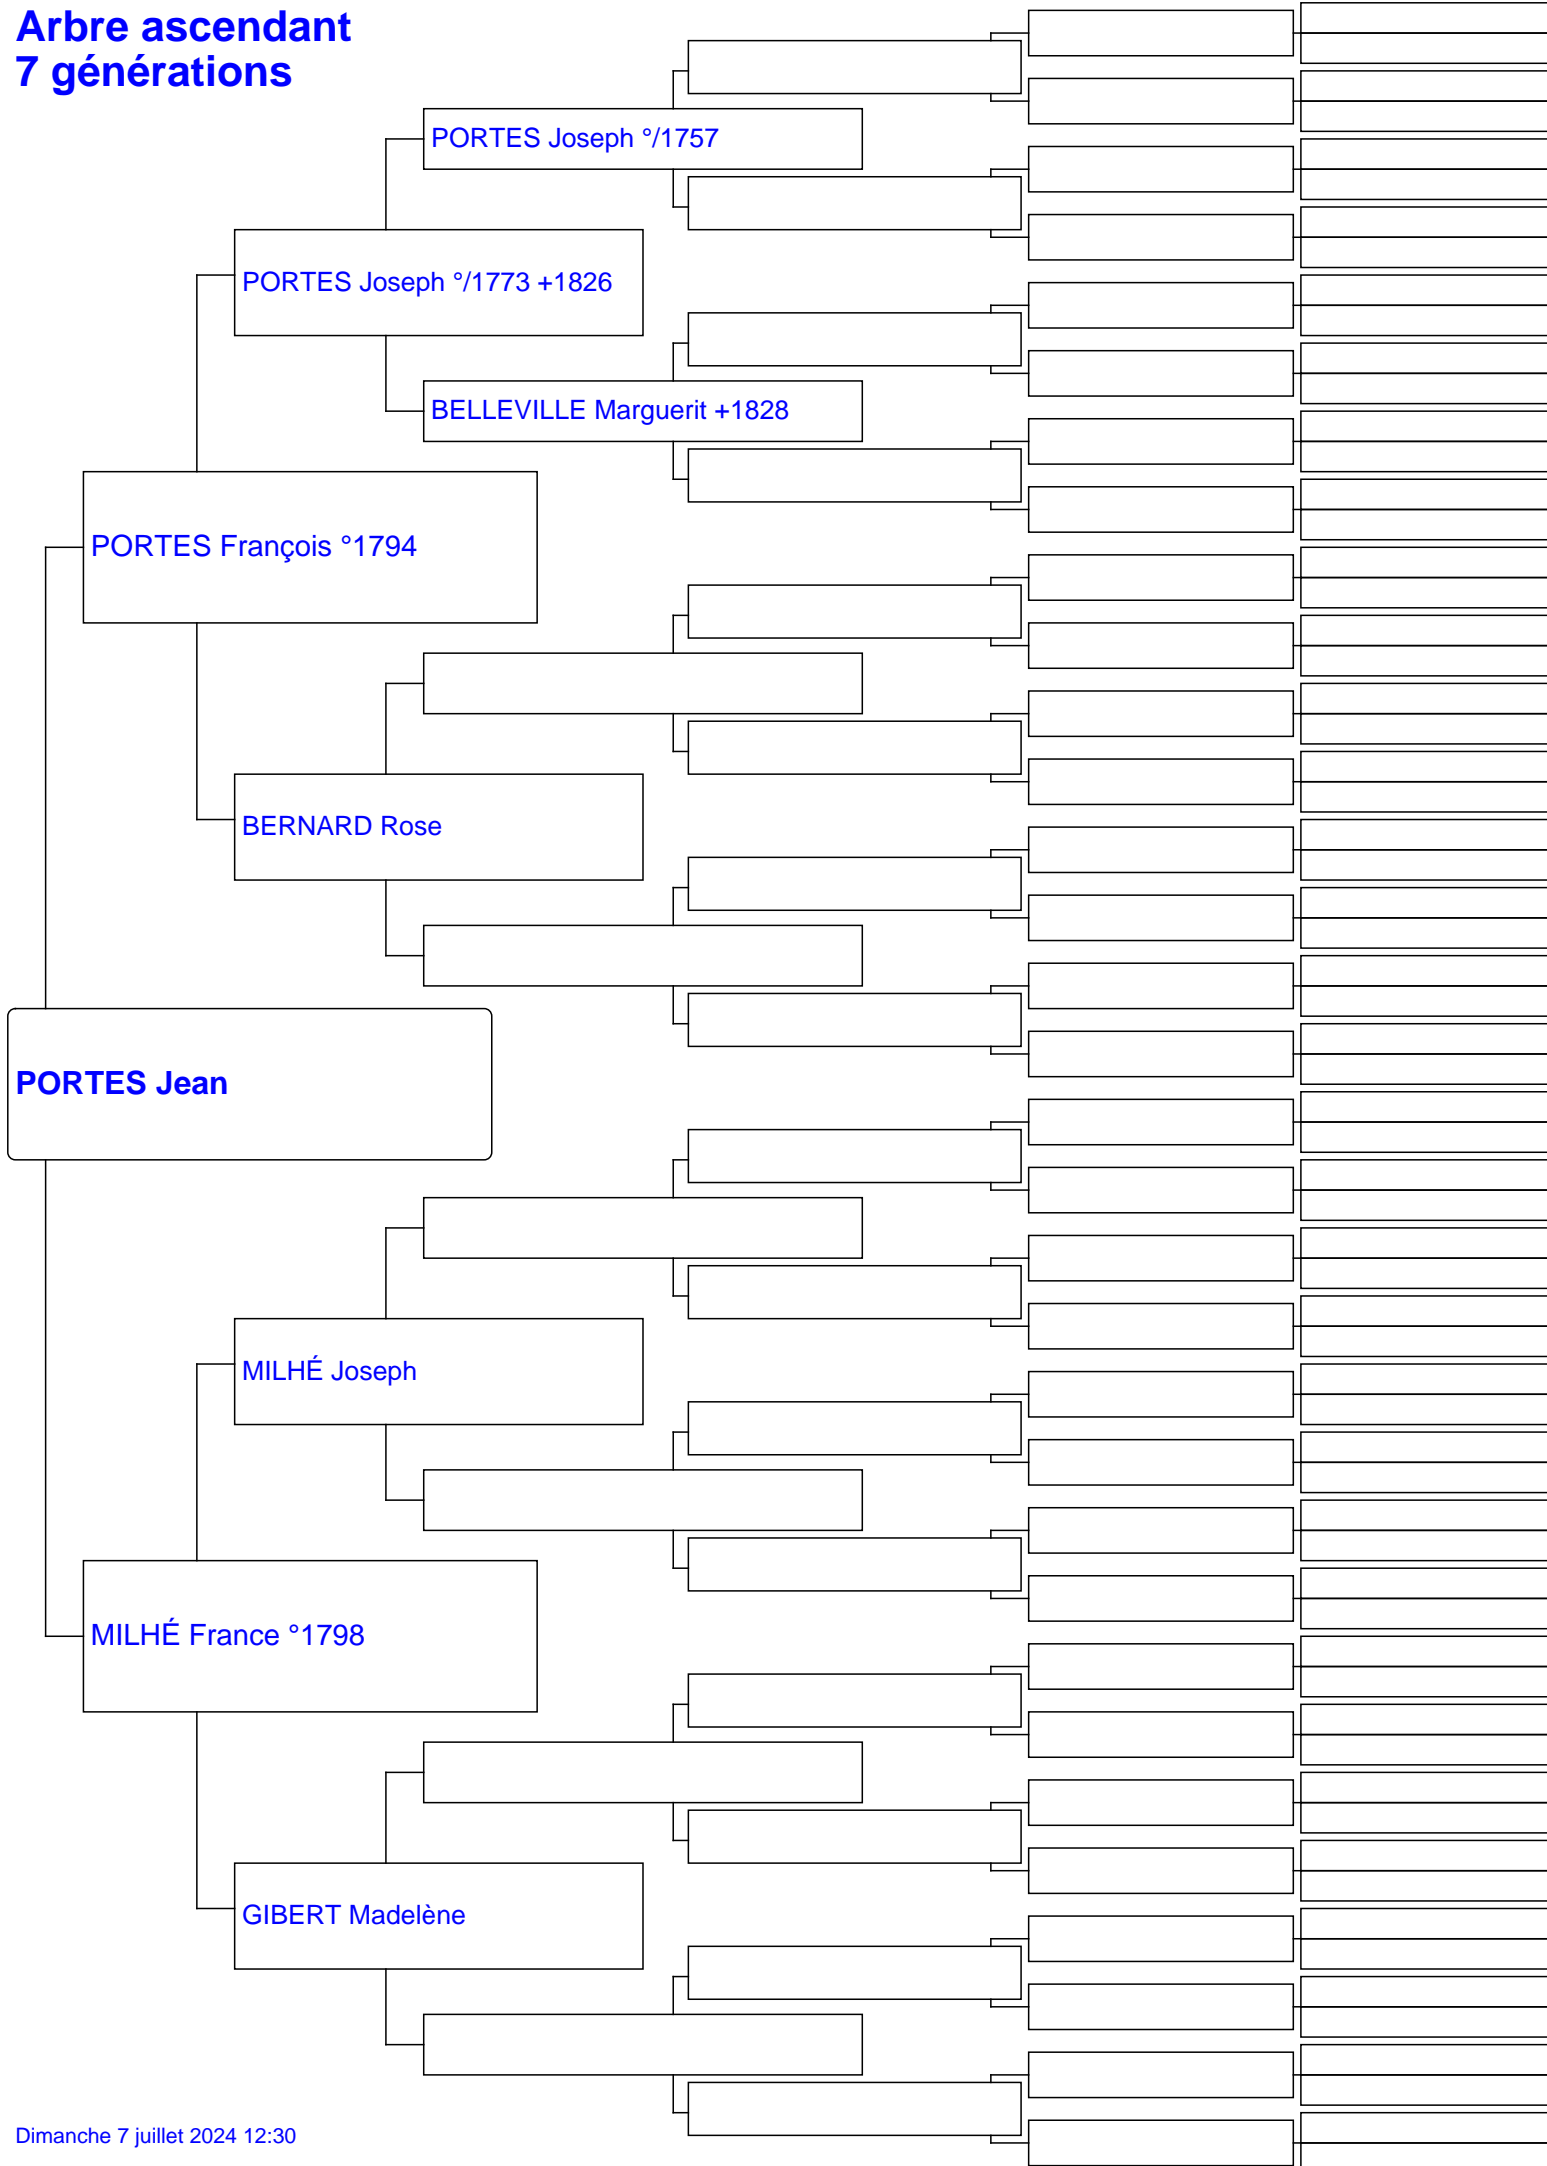 Arbre ascendant
7 générations
PORTES Joseph °/1757
PORTES Joseph °/1773 +1826
BELLEVILLE Marguerit +1828
PORTES François °1794
BERNARD Rose
PORTES Jean
MILHÉ Joseph
MILHÉ France °1798
GIBERT Madelène
Dimanche 7 juillet 2024 12:30